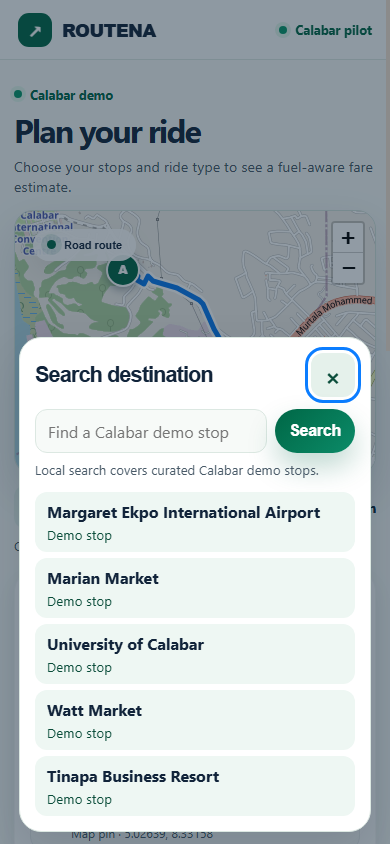 ROUTENA
Calabar pilot
Calabar demo
Plan your ride
Choose your stops and ride type to see a fuel-aware fare
estimate.
Calabar
International
Road route
A
+
−
Murtala Mohammed
Search destination
×
Find a Calabar demo stop
Search
Local search covers curated Calabar demo stops.
Margaret Ekpo International Airport
Demo stop
Marian Market
Demo stop
University of Calabar
Demo stop
Watt Market
Demo stop
Tinapa Business Resort
Demo stop
Map pin · 5.02639, 8.33158